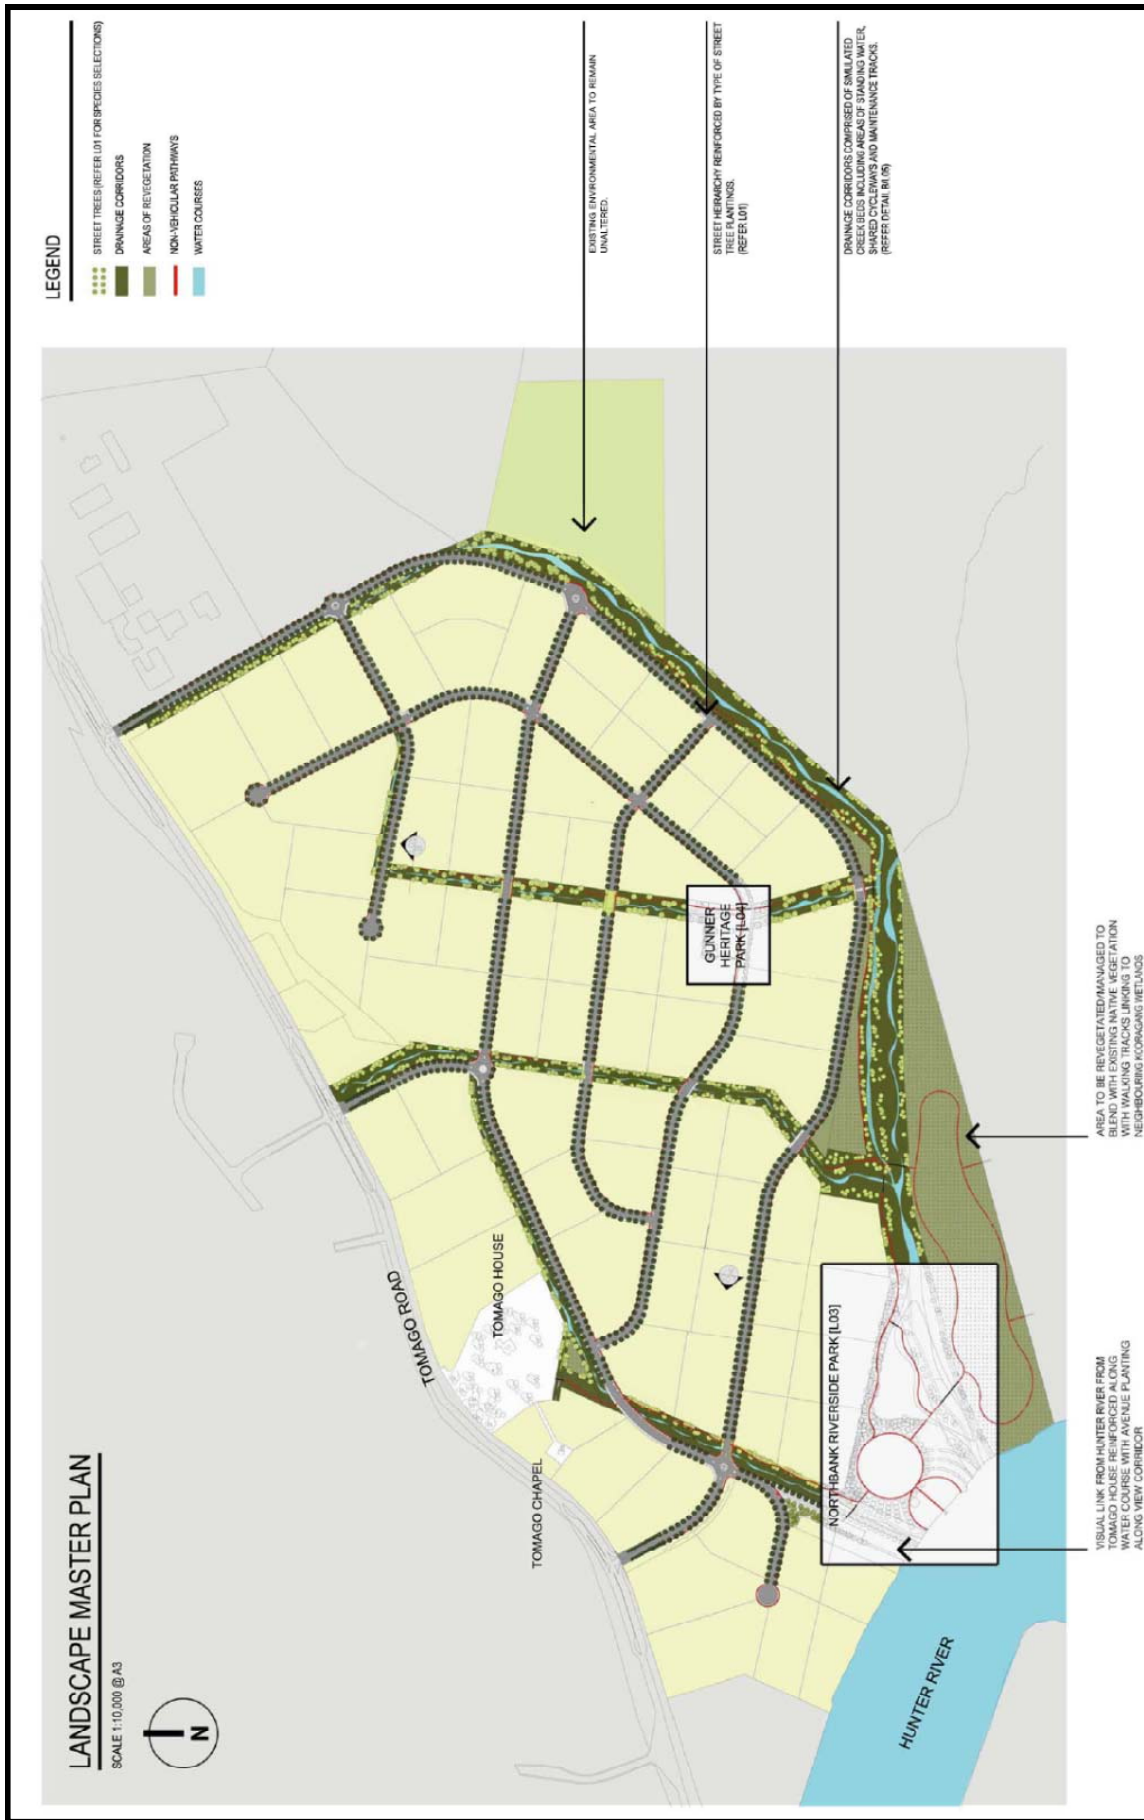 LANDSCAPE MASTER PLAN
SCALE 1:10,000 @ A3
N
LEGEND
STREET TREES (REFER L01 FOR SPECIES SELECTIONS)
DRAINAGE CORRIDORS
AREAS OF REVEGETATION
NON-VEHICULAR PATHWAYS
WATER COURSES
EXISTING ENVIRONMENTAL AREA TO REMAIN
UNALTERED.
STREET HEIRARCHY REINFORCED BY TYPE OF STREET
TREE PLANTINGS.
(REFER L01)
DRAINAGE CORRIDORS COMPRISED OF SIMULATED
CREEK BEDS INCLUDING AREAS OF STANDING WATER,
SHARED CYCLEWAYS AND MAINTENANCE TRACKS.
(REFER DETAIL B/L05)
TOMAGO ROAD
TOMAGO HOUSE
TOMAGO CHAPEL
GUNNER
HERITAGE
PARK [L04]
NORTHBANK RIVERSIDE PARK [L03]
HUNTER RIVER
VISUAL LINK FROM HUNTER RIVER FROM
TOMAGO HOUSE REINFORCED ALONG
WATER COURSE WITH AVENUE PLANTING
ALONG VIEW CORRIDOR
AREA TO BE REVEGETATED/MANAGED TO
BLEND WITH EXISTING NATIVE VEGETATION
WITH WALKING TRACKS LINKING TO
NEIGHBOURING KOORAGANG WETLANDS